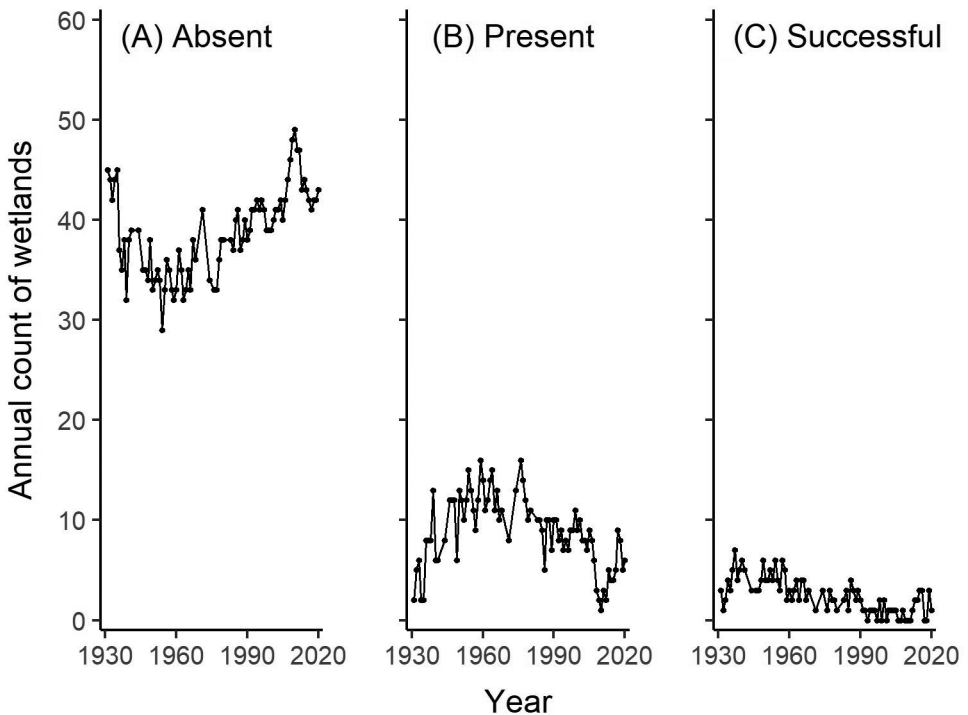 (A) Absent
(B) Present
(C) Successful
Annual count of wetlands
60
50
40
30
20
10
0
1930 1960 1990 2020
1930 1960 1990 2020
1930 1960 1990 2020
Year